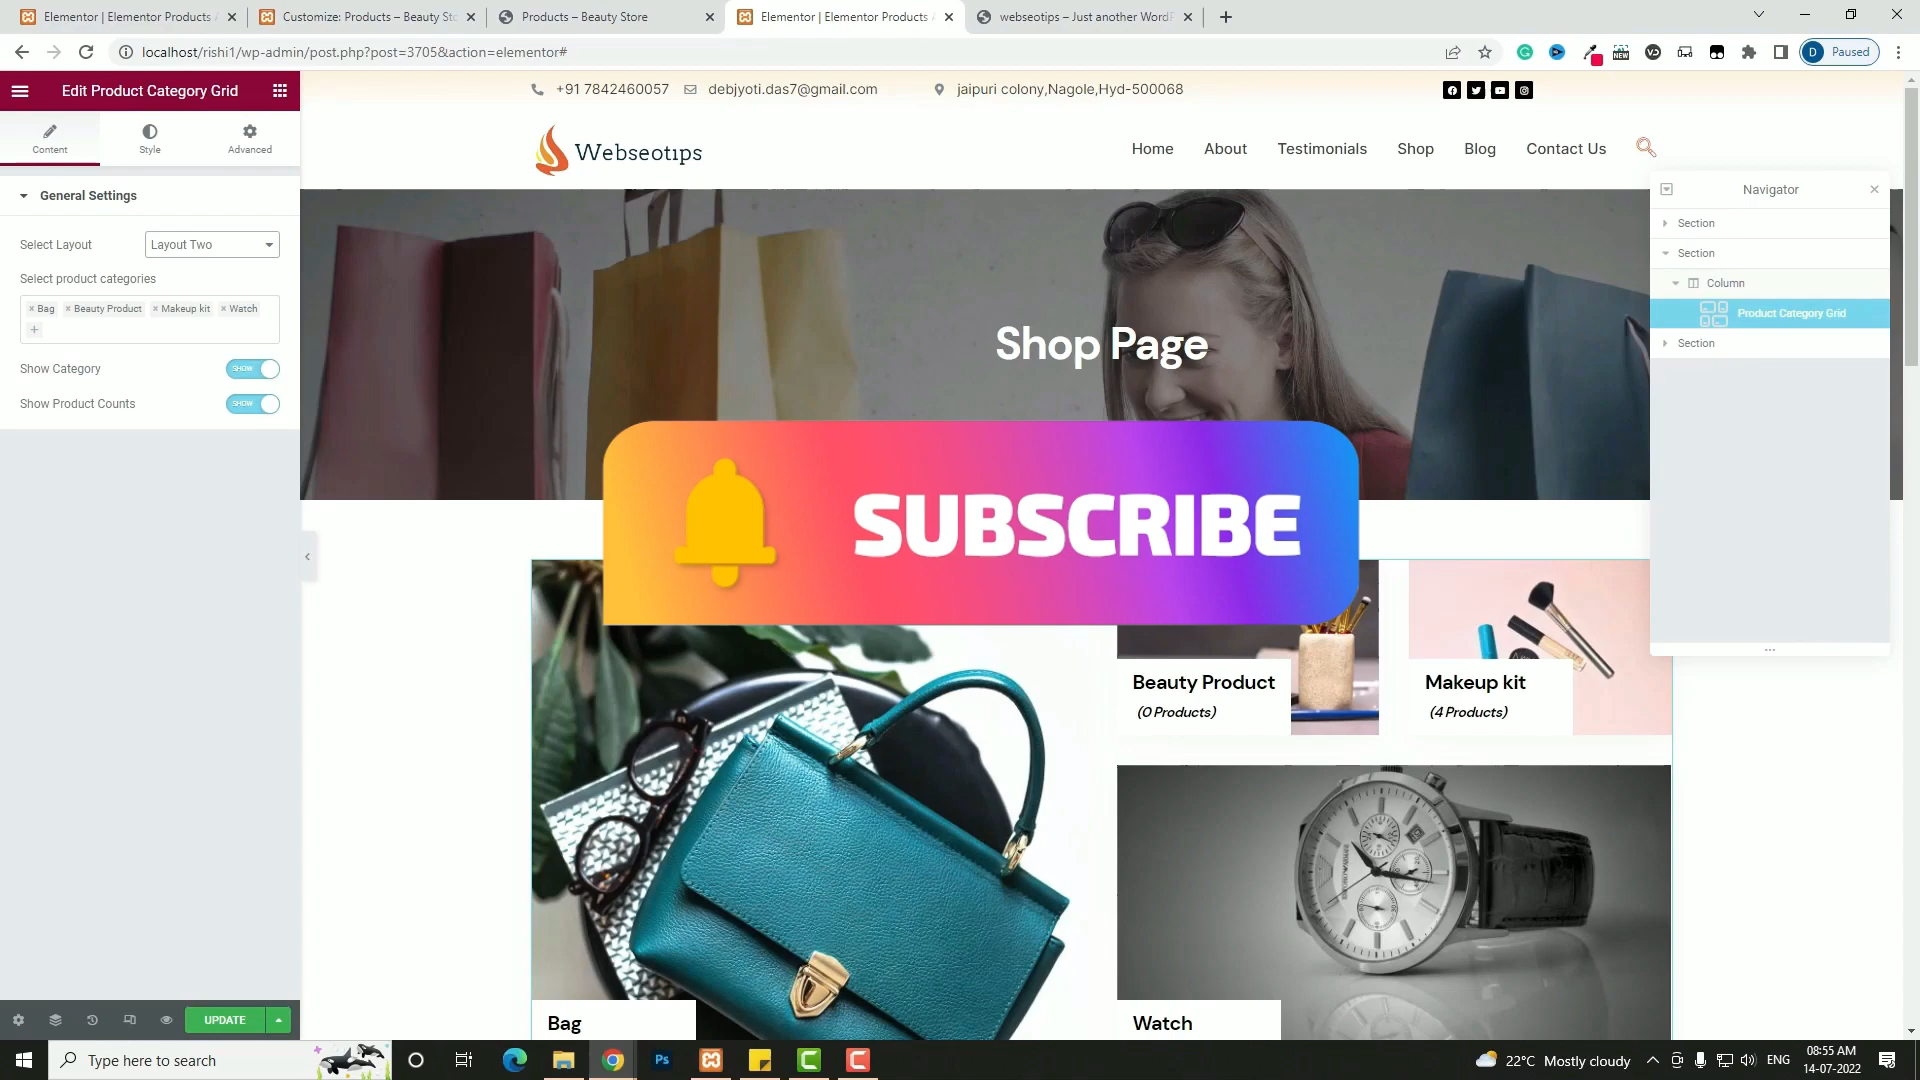 Elementor | Elementor Products A
Customize: Products – Beauty Sto
Products – Beauty Store
Elementor | Elementor Products A
webseotips – Just another WordP
localhost/rishi1/wp-admin/post.php?post=3705&action=elementor#
NEW
D Paused
Edit Product Category Grid
Content
Style
Advanced
General Settings
Select Layout
Layout Two
Select product categories
× Bag × Beauty Product × Makeup kit × Watch
+
Show Category
SHOW
Show Product Counts
SHOW
UPDATE
+91 7842460057
debjyoti.das7@gmail.com
jaipuri colony,Nagole,Hyd-500068
Webseotips
Home
About
Testimonials
Shop
Blog
Contact Us
Shop Page
SUBSCRIBE
Navigator
Section
Section
Column
Product Category Grid
Section
Beauty Product
(0 Products)
Makeup kit
(4 Products)
Bag
Watch
Type here to search
Ps
22°C Mostly cloudy
ENG
08:55 AM
14-07-2022